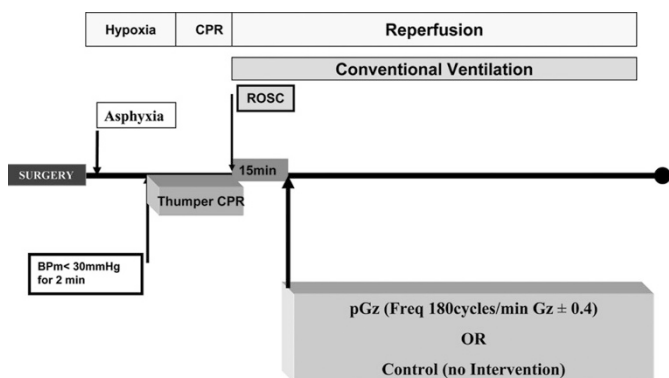 Hypoxia
CPR
Reperfusion
Conventional Ventilation
ROSC
Asphyxia
SURGERY
15min
Thumper CPR
BPm< 30mmHg
for 2 min
pGz (Freq 180cycles/min Gz ± 0.4)
OR
Control (no Intervention)